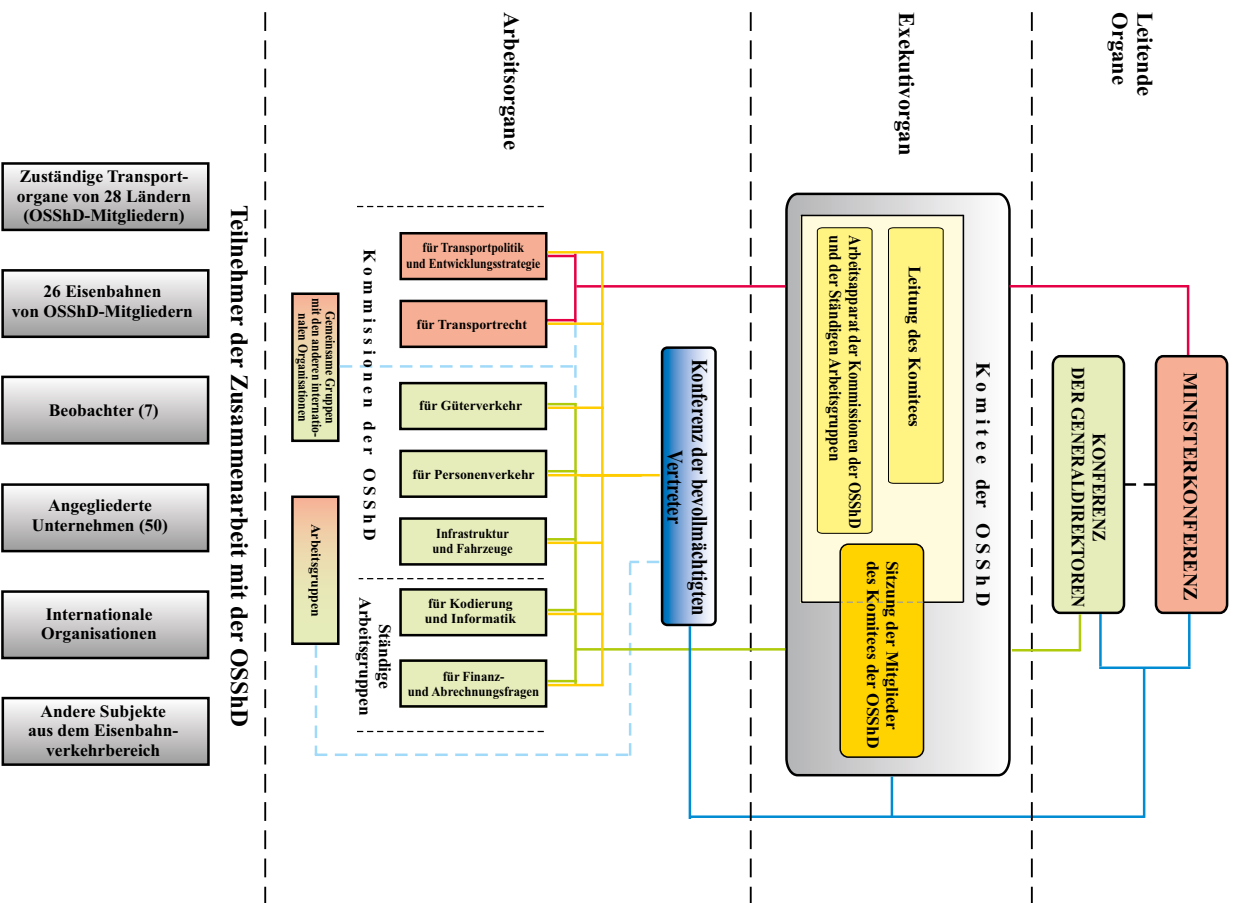 Leitende
Organe
MINISTERKONFERENZ
KONFERENZ
DER GENERALDIREKTOREN
Exekutivorgan
Komitee der OSShD
Leitung des Komitees
Arbeitsapparat der Kommissionen der OSShD
und der Ständigen Arbeitsgruppen
Sitzung der Mitglieder
des Komitees der OSShD
Arbeitsorgane
Konferenz der bevollmächtigten
Vertreter
für Transportpolitik
und Entwicklungsstrategie
für Transportrecht
für Güterverkehr
für Personenverkehr
Infrastruktur
und Fahrzeuge
für Kodierung
und Informatik
für Finanz-
und Abrechnungsfragen
Kommissionen der OSShD
Ständige
Arbeitsgruppen
Gemeinsame Gruppen
mit den anderen internatio-
nalen Organisationen
Arbeitsgruppen
Teilnehmer der Zusammenarbeit mit der OSShD
Zuständige Transport-
organe von 28 Ländern
(OSShD-Mitgliedern)
26 Eisenbahnen
von OSShD-Mitgliedern
Beobachter (7)
Angegliederte
Unternehmen (50)
Internationale
Organisationen
Andere Subjekte
aus dem Eisenbahn-
verkehrbereich